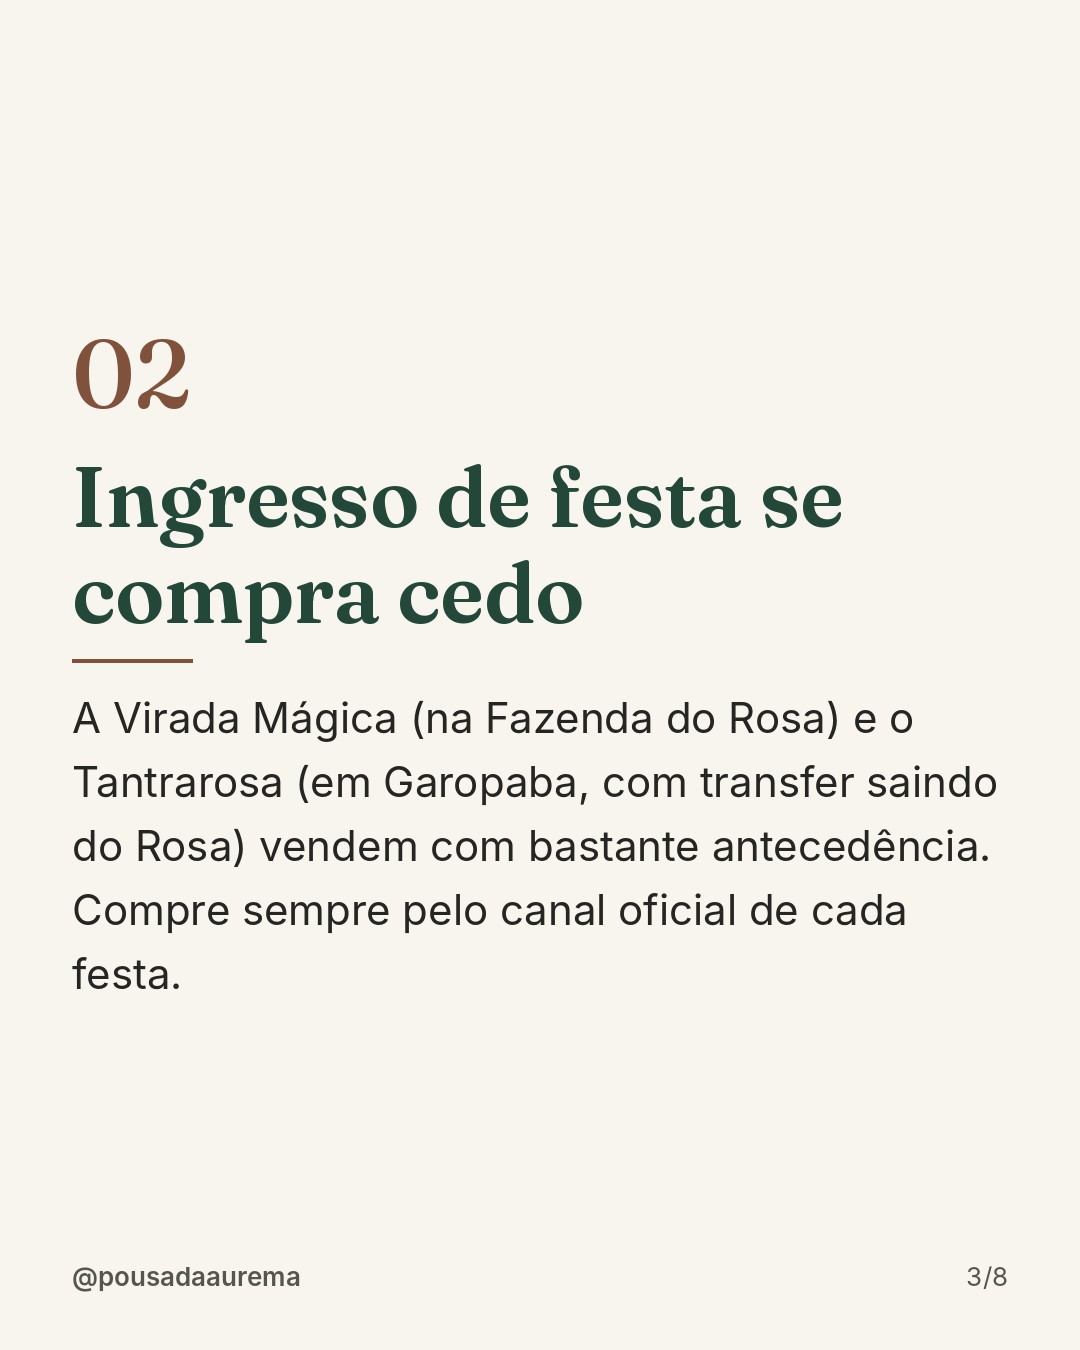 02
Ingresso de festa se
compra cedo
A Virada Mágica (na Fazenda do Rosa) e o
Tantrarosa (em Garopaba, com transfer saindo
do Rosa) vendem com bastante antecedência.
Compre sempre pelo canal oficial de cada
festa.
@pousadaaurema
3/8